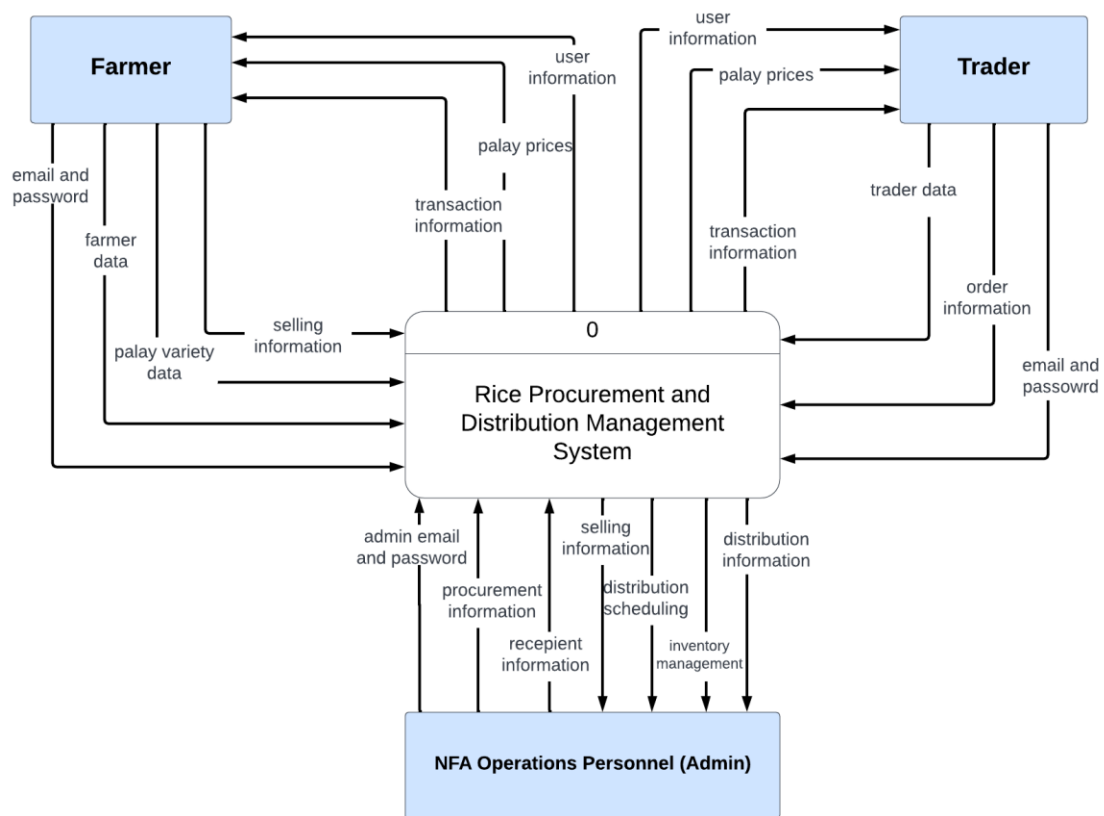 Farmer
user
information
palay prices
transaction
information
email and
password
farmer
data
palay variety
data
selling
information
user
information
palay prices
transaction
information
Trader
trader data
order
information
email and
passowrd
0
Rice Procurement and
Distribution Management
System
admin email
and password
procurement
information
recepient
information
selling
information
distribution
scheduling
inventory
management
distribution
information
NFA Operations Personnel (Admin)